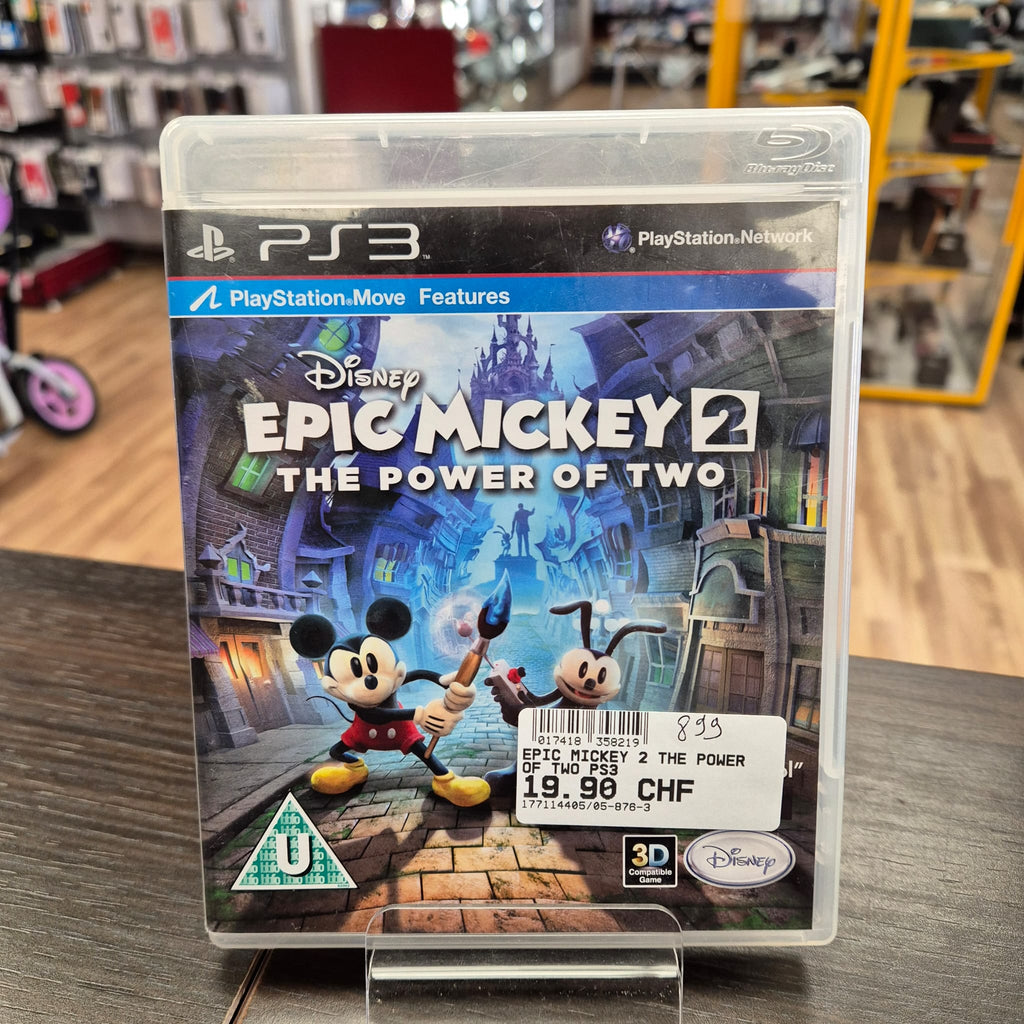 Blu-ray Disc
PS3™
PlayStation®Network
PlayStation®Move Features
Disney
EPIC MICKEY 2
THE POWER OF TWO
899
017418 358219
EPIC MICKEY 2 THE POWER
OF TWO PS3
19.90 CHF
177114405/05-876-3
U
3D
Compatible
Game
Disney